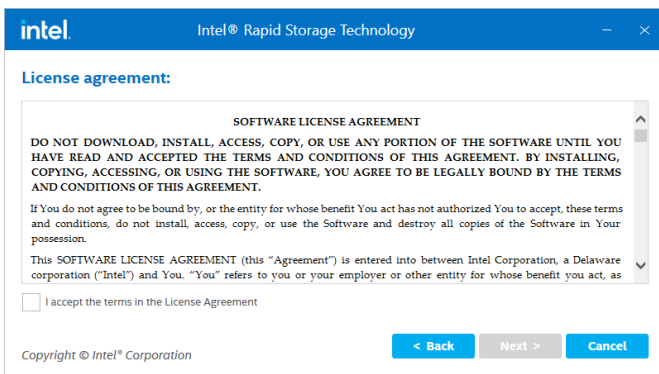 intel. Intel® Rapid Storage Technology
License agreement:
SOFTWARE LICENSE AGREEMENT
DO NOT DOWNLOAD, INSTALL, ACCESS, COPY, OR USE ANY PORTION OF THE SOFTWARE UNTIL YOU
HAVE READ AND ACCEPTED THE TERMS AND CONDITIONS OF THIS AGREEMENT. BY INSTALLING,
COPYING, ACCESSING, OR USING THE SOFTWARE, YOU AGREE TO BE LEGALLY BOUND BY THE TERMS
AND CONDITIONS OF THIS AGREEMENT.
If You do not agree to be bound by, or the entity for whose benefit You act has not authorized You to accept, these terms
and conditions, do not install, access, copy, or use the Software and destroy all copies of the Software in Your
possession.
This SOFTWARE LICENSE AGREEMENT (this “Agreement”) is entered into between Intel Corporation, a Delaware
corporation (“Intel”) and You. “You” refers to you or your employer or other entity for whose benefit you act, as
I accept the terms in the License Agreement
< Back Next > Cancel
Copyright © Intel® Corporation